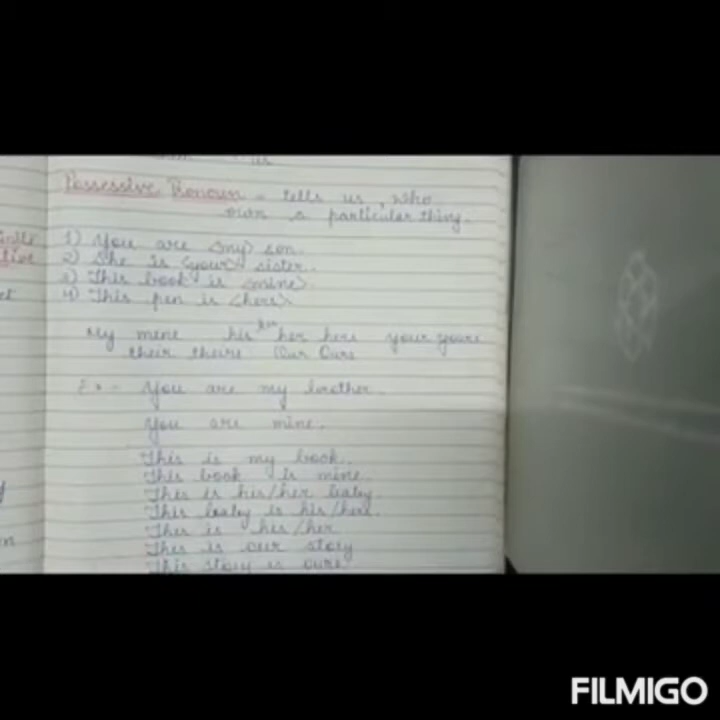 us
Possessive Pronoun - tells us, who
own a particular thing.
finite
tive
1) You are <my> son.
2) She is <your> sister.
3) This book is <mine>
4) This pen is <hers>
My mine his her hers your yours
their theirs Our Ours
Ex - You are my brother.
You are mine.
This is my book.
This book is mine.
This is his/her baby.
This baby is his/hers.
This is his/her
This is our story
This story is ours
FILMIGO